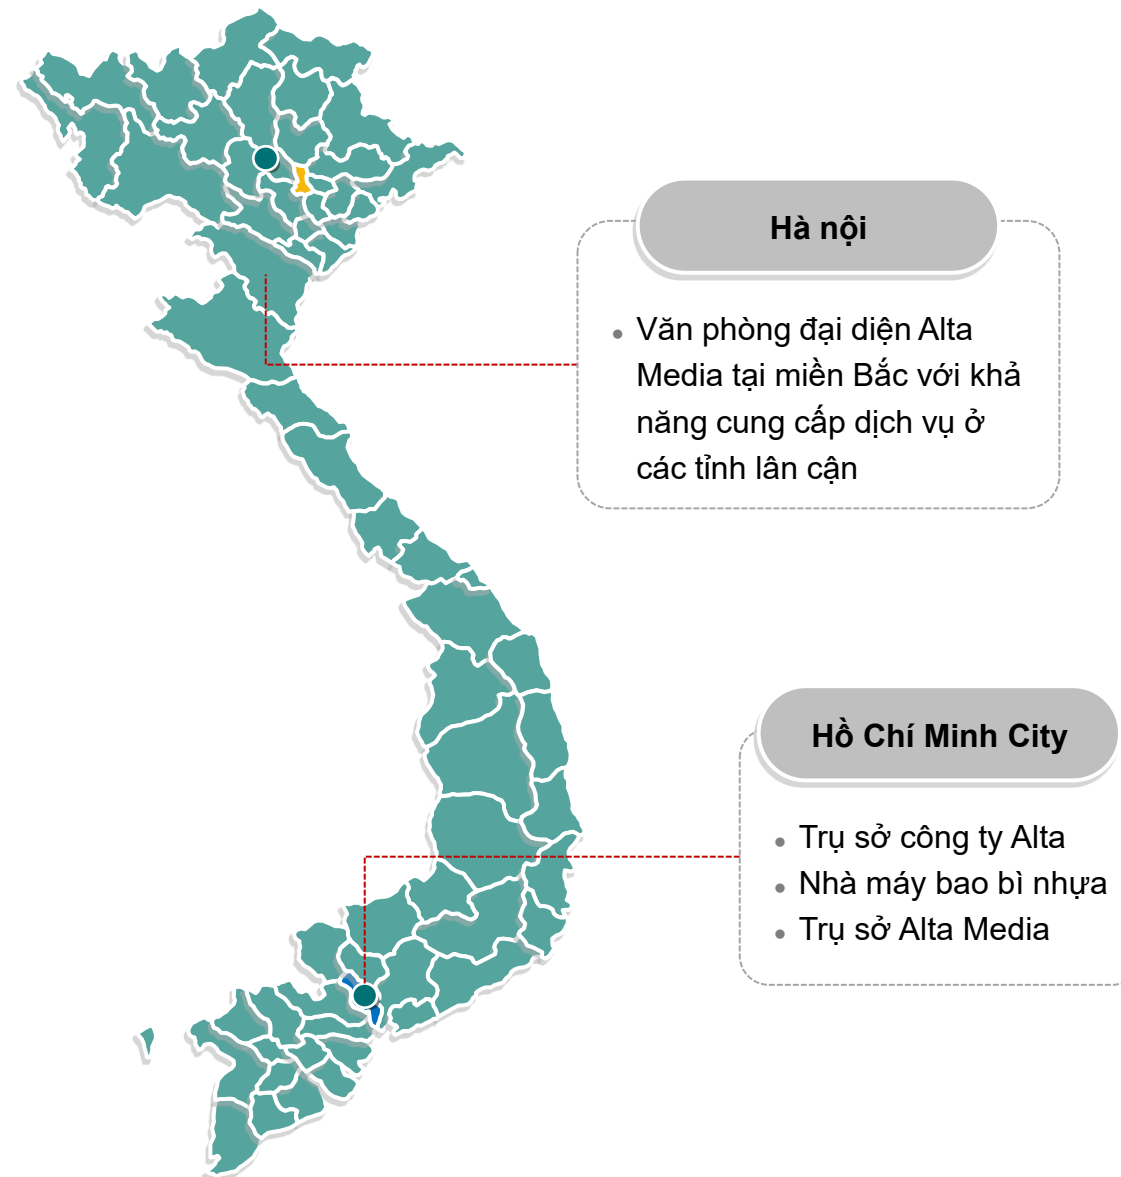 Hà nội
Văn phòng đại diện Alta
Media tại miền Bắc với khả
năng cung cấp dịch vụ ở
các tỉnh lân cận
Hồ Chí Minh City
Trụ sở công ty Alta
Nhà máy bao bì nhựa
Trụ sở Alta Media